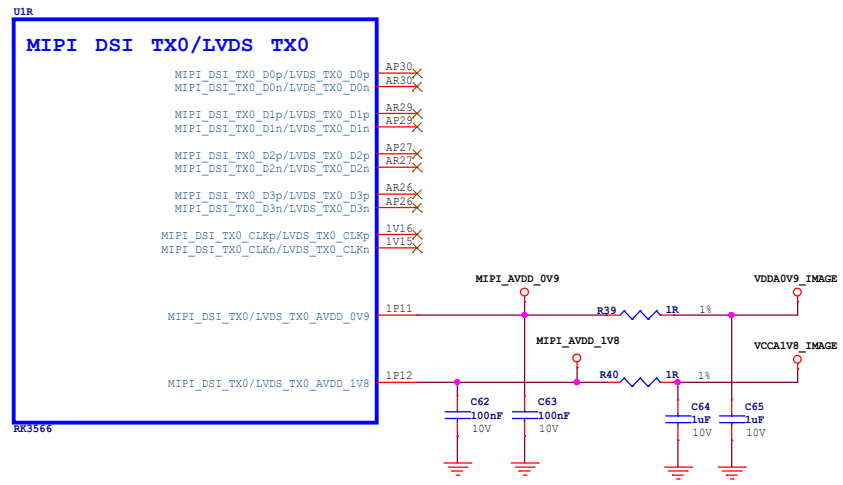 U1R
MIPI DSI TX0/LVDS TX0
MIPI_DSI_TX0_D0p/LVDS_TX0_D0p AP30
MIPI_DSI_TX0_D0n/LVDS_TX0_D0n AR30
MIPI_DSI_TX0_D1p/LVDS_TX0_D1p AR29
MIPI_DSI_TX0_D1n/LVDS_TX0_D1n AP29
MIPI_DSI_TX0_D2p/LVDS_TX0_D2p AP27
MIPI_DSI_TX0_D2n/LVDS_TX0_D2n AR27
MIPI_DSI_TX0_D3p/LVDS_TX0_D3p AR26
MIPI_DSI_TX0_D3n/LVDS_TX0_D3n AP26
MIPI_DSI_TX0_CLKp/LVDS_TX0_CLKp 1V16
MIPI_DSI_TX0_CLKn/LVDS_TX0_CLKn 1V15
MIPI_AVDD_0V9 VDDA0V9_IMAGE
MIPI_DSI_TX0/LVDS_TX0_AVDD_0V9 1P11 R39 1R 1%
MIPI_AVDD_1V8 VCCA1V8_IMAGE
MIPI_DSI_TX0/LVDS_TX0_AVDD_1V8 1P12 R40 1R 1%
C62 C63 C64 C65
100nF 100nF 1uF 1uF
10V 10V 10V 10V
RK3566